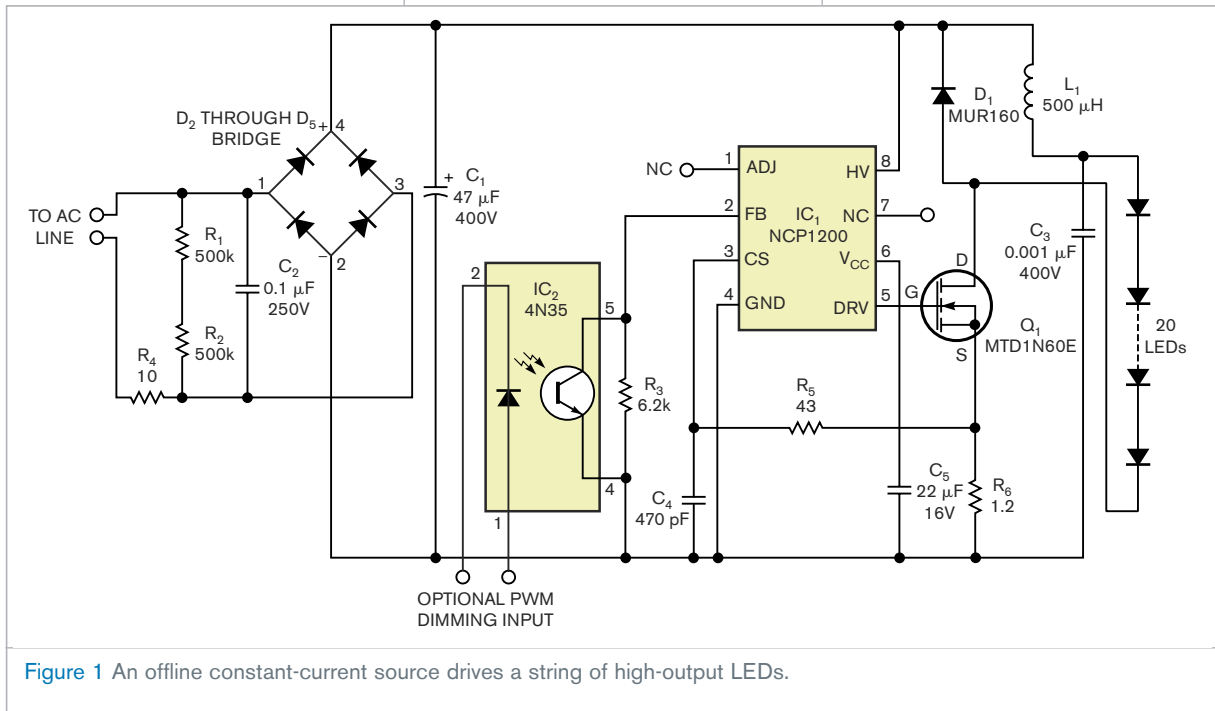 D2 THROUGH D5
BRIDGE
+
4
1
3
−
2
TO AC
LINE
R1
500k
R2
500k
R4
10
C2
0.1 µF
250V
+
C1
47 µF
400V
2
IC2
4N35
5
4
1
OPTIONAL PWM
DIMMING INPUT
R3
6.2k
NC
1
ADJ
2
FB
3
CS
4
GND
IC1
NCP1200
HV
8
NC
7
VCC
6
DRV
5
C4
470 pF
R5
43
C5
22 µF
16V
R6
1.2
G
D
S
Q1
MTD1N60E
D1
MUR160
L1
500 µH
C3
0.001 µF
400V
20
LEDs
Figure 1 An offline constant-current source drives a string of high-output LEDs.